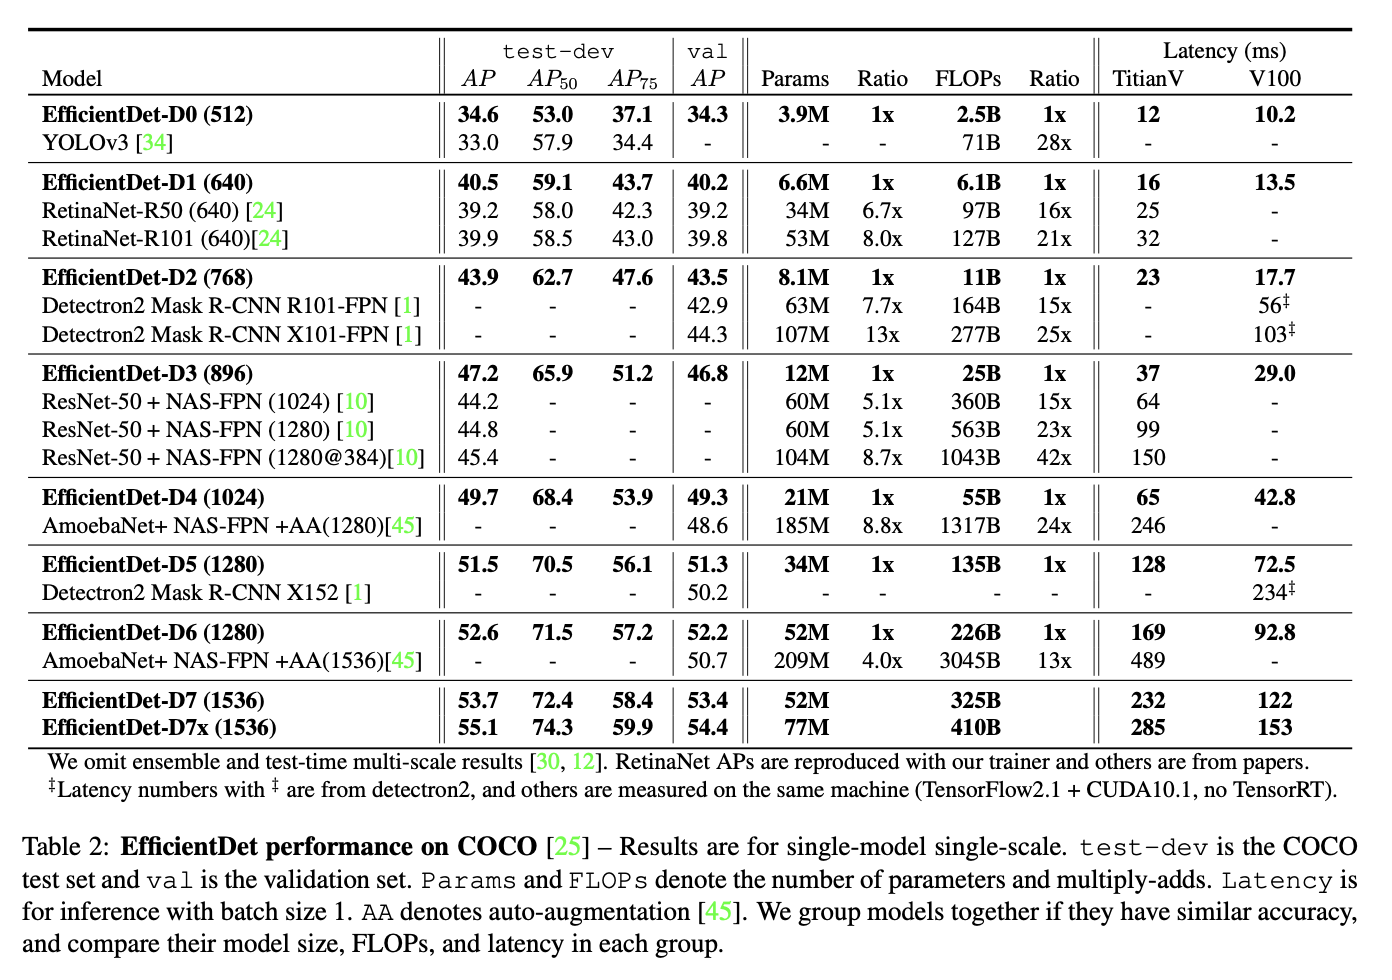 test-dev val Latency (ms)
Model AP AP50 AP75 AP Params Ratio FLOPs Ratio TitianV V100
EfficientDet-D0 (512) 34.6 53.0 37.1 34.3 3.9M 1x 2.5B 1x 12 10.2
YOLOv3 [34] 33.0 57.9 34.4 - - - 71B 28x - -
EfficientDet-D1 (640) 40.5 59.1 43.7 40.2 6.6M 1x 6.1B 1x 16 13.5
RetinaNet-R50 (640) [24] 39.2 58.0 42.3 39.2 34M 6.7x 97B 16x 25 -
RetinaNet-R101 (640)[24] 39.9 58.5 43.0 39.8 53M 8.0x 127B 21x 32 -
EfficientDet-D2 (768) 43.9 62.7 47.6 43.5 8.1M 1x 11B 1x 23 17.7
Detectron2 Mask R-CNN R101-FPN [1] - - - 42.9 63M 7.7x 164B 15x - 56‡
Detectron2 Mask R-CNN X101-FPN [1] - - - 44.3 107M 13x 277B 25x - 103‡
EfficientDet-D3 (896) 47.2 65.9 51.2 46.8 12M 1x 25B 1x 37 29.0
ResNet-50 + NAS-FPN (1024) [10] 44.2 - - - 60M 5.1x 360B 15x 64 -
ResNet-50 + NAS-FPN (1280) [10] 44.8 - - - 60M 5.1x 563B 23x 99 -
ResNet-50 + NAS-FPN (1280@384)[10] 45.4 - - - 104M 8.7x 1043B 42x 150 -
EfficientDet-D4 (1024) 49.7 68.4 53.9 49.3 21M 1x 55B 1x 65 42.8
AmoebaNet+ NAS-FPN +AA(1280)[45] - - - 48.6 185M 8.8x 1317B 24x 246 -
EfficientDet-D5 (1280) 51.5 70.5 56.1 51.3 34M 1x 135B 1x 128 72.5
Detectron2 Mask R-CNN X152 [1] - - - 50.2 - - - - - 234‡
EfficientDet-D6 (1280) 52.6 71.5 57.2 52.2 52M 1x 226B 1x 169 92.8
AmoebaNet+ NAS-FPN +AA(1536)[45] - - - 50.7 209M 4.0x 3045B 13x 489 -
EfficientDet-D7 (1536) 53.7 72.4 58.4 53.4 52M 325B 232 122
EfficientDet-D7x (1536) 55.1 74.3 59.9 54.4 77M 410B 285 153
We omit ensemble and test-time multi-scale results [30, 12]. RetinaNet APs are reproduced with our trainer and others are from papers.
‡Latency numbers with ‡ are from detectron2, and others are measured on the same machine (TensorFlow2.1 + CUDA10.1, no TensorRT).
Table 2: EfficientDet performance on COCO [25] – Results are for single-model single-scale. test-dev is the COCO
test set and val is the validation set. Params and FLOPs denote the number of parameters and multiply-adds. Latency is
for inference with batch size 1. AA denotes auto-augmentation [45]. We group models together if they have similar accuracy,
and compare their model size, FLOPs, and latency in each group.